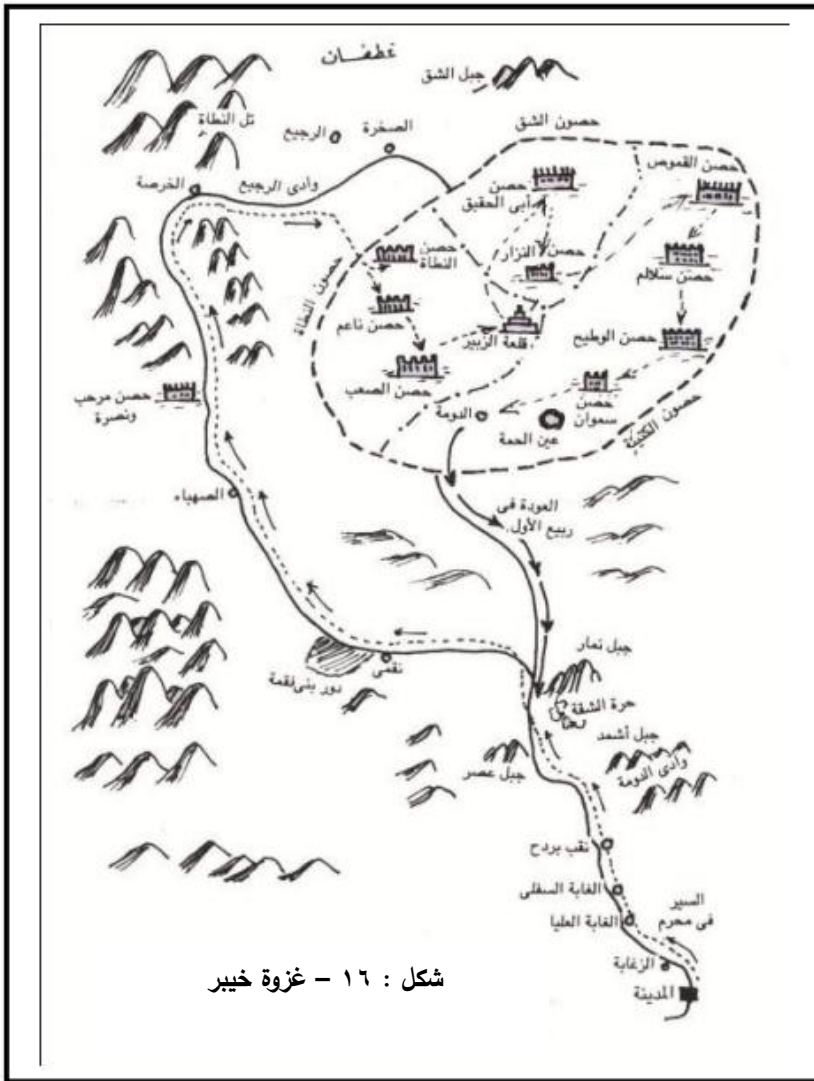 غطفـــان
جبل الشق
تل النطاة
الرجيع
الصخرة
حصون الشق
حصن القموص
الخرصة
وادى الرجيع
حصن
أبى الحقيق
حصن
النطاة
حصن النزار
حصن سلالم
حصون النطاة
حصن ناعم
قلعة الزبير
حصن الوطيح
حصن الصعب
حصن مرحب
ونصرة
الدومة
عين الحمة
حصن
سموان
حصون الكتيبة
الصهباء
العودة فى
ربيع الأول
جبل نمار
نقمى
دور بنى نقمة
حرة الشقة
جبل أشمد
وادى الدومة
جبل عصر
نقب بردح
الغابة السفلى
الغابة العليا
السير
فى محرم
الزغابة
المدينة
شكل : ١٦ – غزوة خيبر